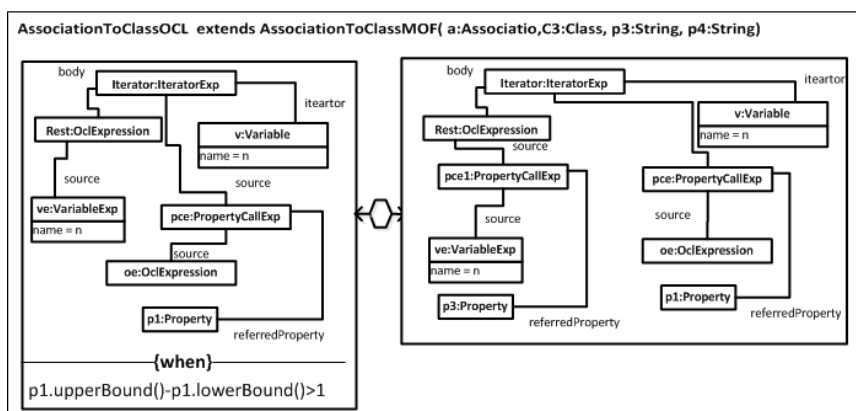 AssociationToClassOCL extends AssociationToClassMOF( a:Associatio,C3:Class, p3:String, p4:String)
body
Iterator:IteratorExp
iteartor
Rest:OclExpression
v:Variable
name = n
source
source
ve:VariableExp
name = n
pce:PropertyCallExp
source
oe:OclExpression
p1:Property
referredProperty
{when}
p1.upperBound()-p1.lowerBound()>1
body
Iterator:IteratorExp
iteartor
v:Variable
name = n
Rest:OclExpression
source
pce1:PropertyCallExp
pce:PropertyCallExp
source
source
ve:VariableExp
name = n
oe:OclExpression
p3:Property
p1:Property
referredProperty
referredProperty